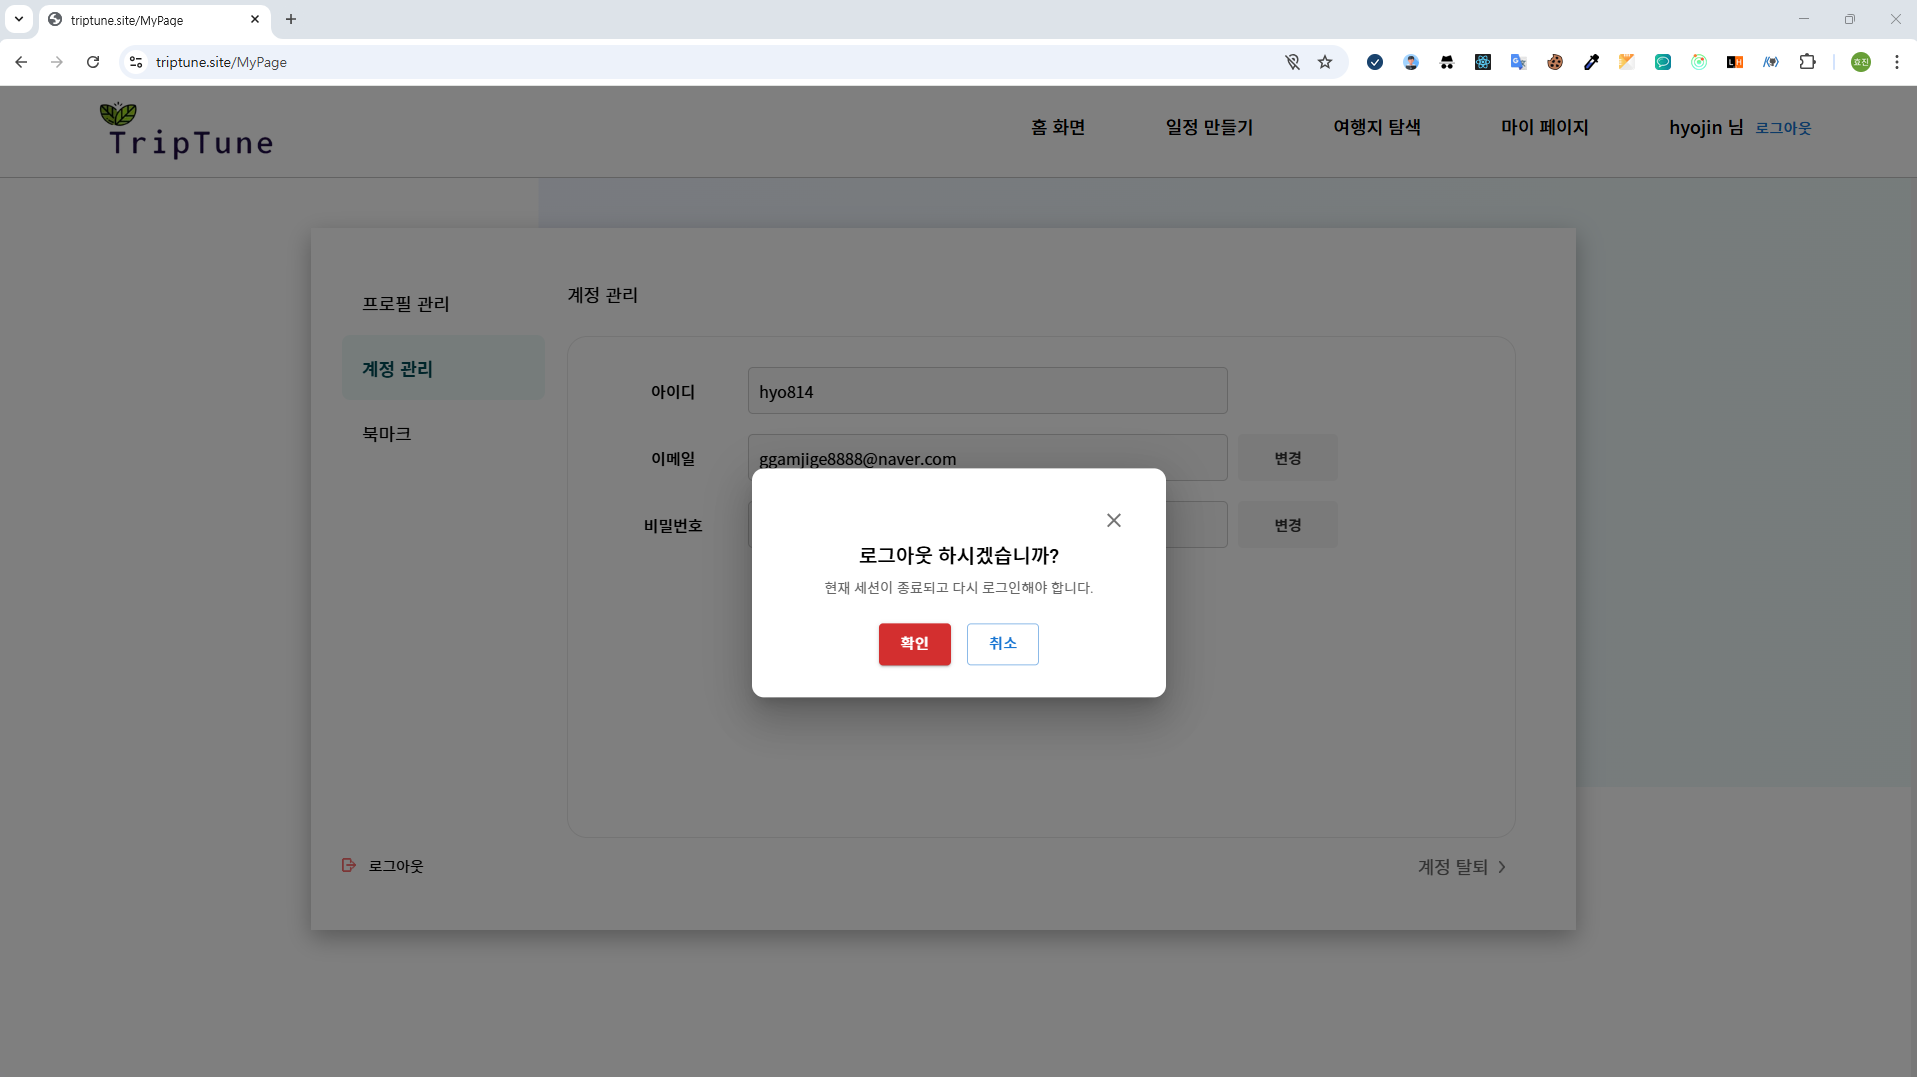 triptune.site/MyPage
triptune.site/MyPage
효진
TripTune
홈 화면
일정 만들기
여행지 탐색
마이 페이지
hyojin 님 로그아웃
프로필 관리
계정 관리
북마크
계정 관리
아이디
hyo814
이메일
ggamjige8888@naver.com
변경
비밀번호
변경
로그아웃 하시겠습니까?
현재 세션이 종료되고 다시 로그인해야 합니다.
확인
취소
로그아웃
계정 탈퇴